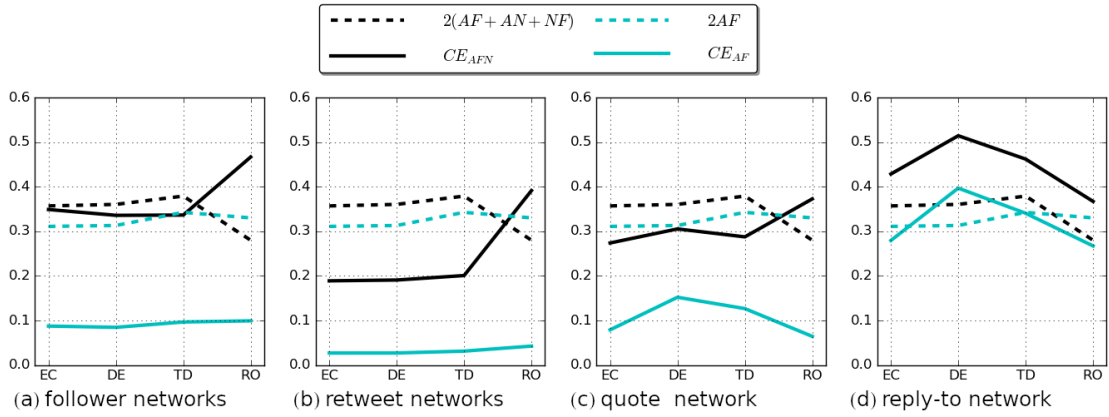 2(AF + AN + NF) 2AF
CE_AFN CE_AF
0.6 0.6 0.6 0.6
0.5 0.5 0.5 0.5
0.4 0.4 0.4 0.4
0.3 0.3 0.3 0.3
0.2 0.2 0.2 0.2
0.1 0.1 0.1 0.1
0.0 0.0 0.0 0.0
EC DE TD RO EC DE TD RO EC DE TD RO EC DE TD RO
(a) follower networks (b) retweet networks (c) quote network (d) reply-to network